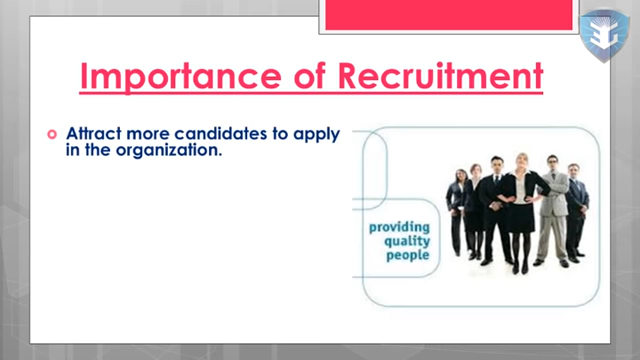 Importance of Recruitment
Attract more candidates to apply
in the organization.
providing
quality
people